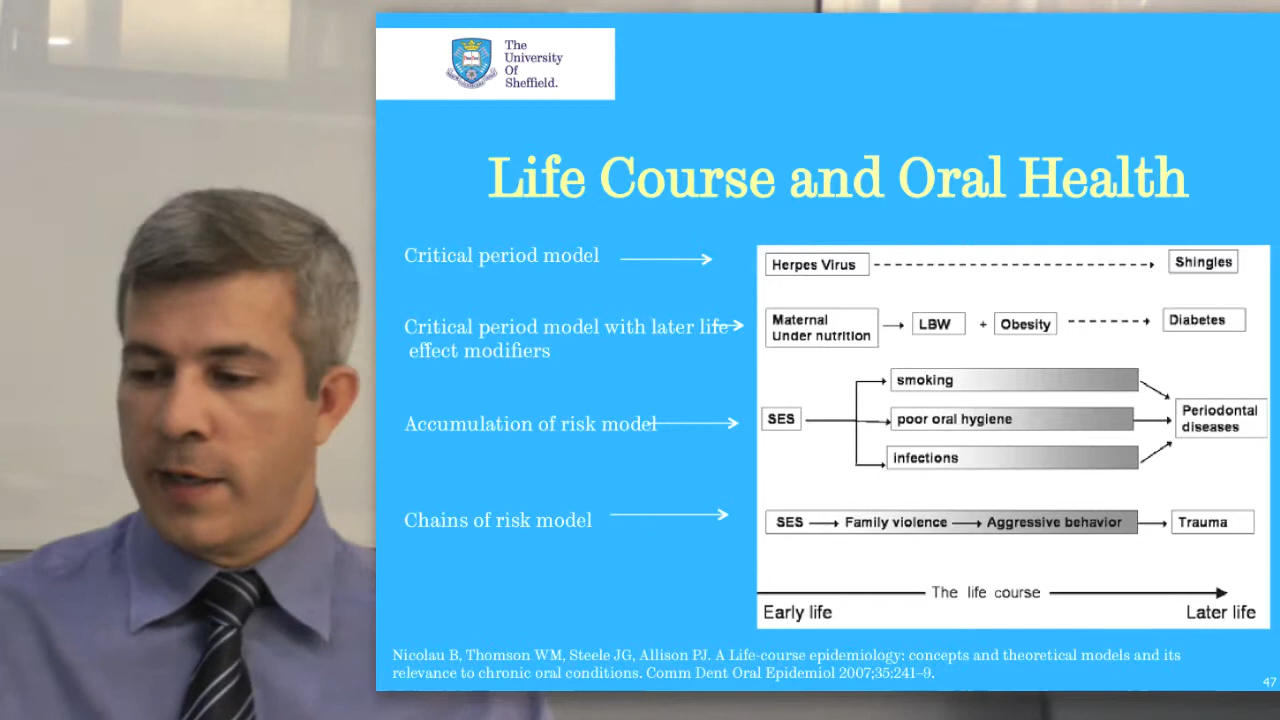 The
University
Of
Sheffield.
Life Course and Oral Health
Critical period model
Herpes Virus
Shingles
Critical period model with later life
effect modifiers
Maternal
Under nutrition
LBW
+
Obesity
Diabetes
Accumulation of risk model
SES
smoking
poor oral hygiene
infections
Periodontal
diseases
Chains of risk model
SES
Family violence
Aggressive behavior
Trauma
The life course
Early life
Later life
Nicolau B, Thomson WM, Steele JG, Allison PJ. A Life-course epidemiology: concepts and theoretical models and its
relevance to chronic oral conditions. Comm Dent Oral Epidemiol 2007;35:241–9.
47